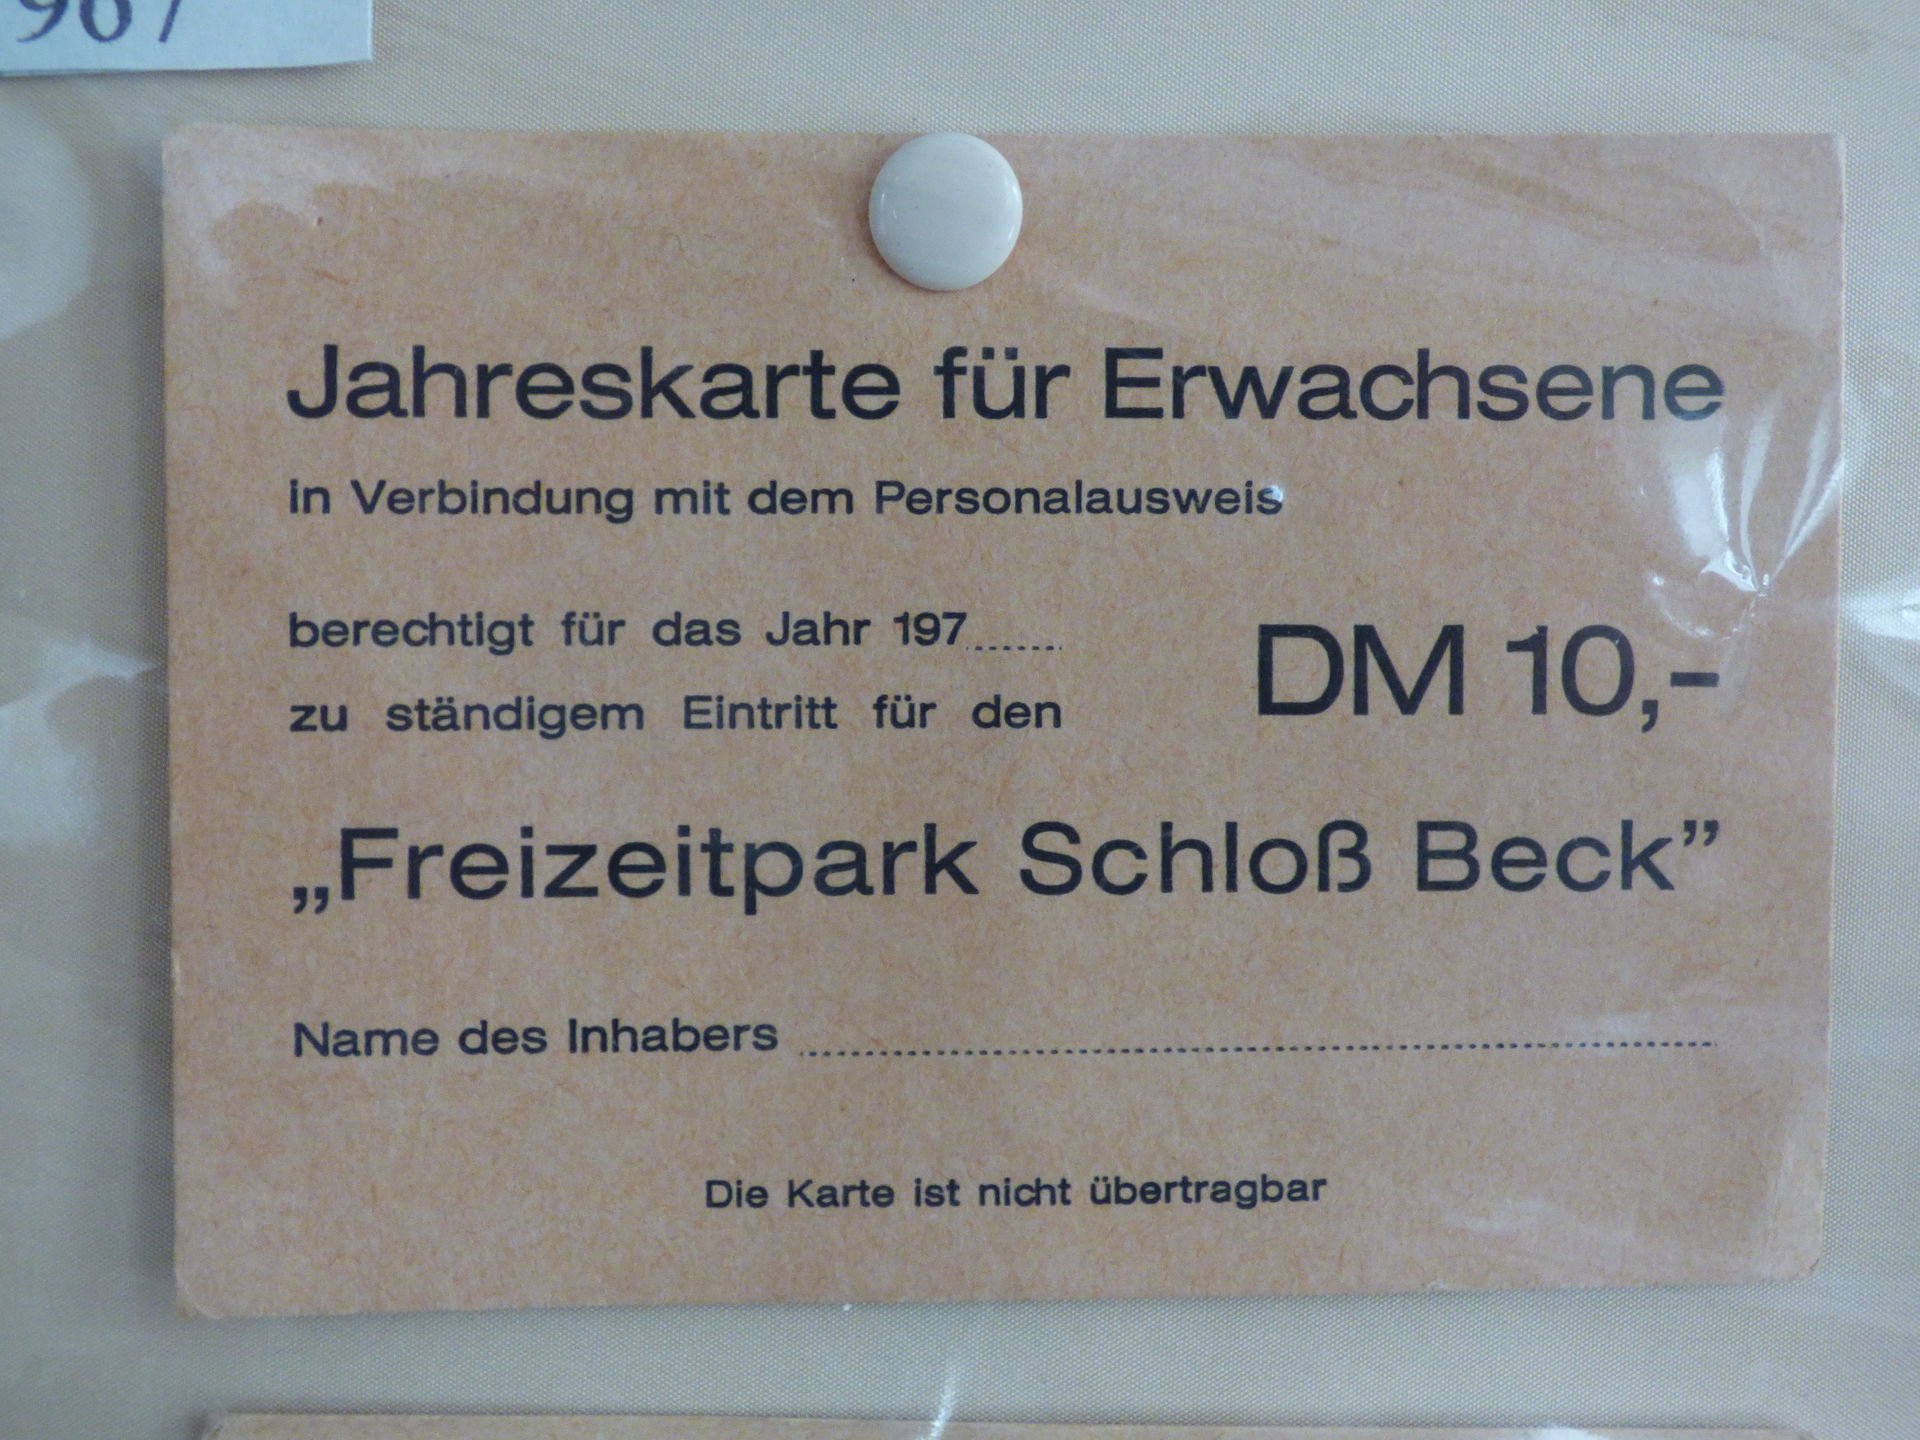 967
Jahreskarte für Erwachsene
in Verbindung mit dem Personalausweis
berechtigt für das Jahr 197.......
DM 10,-
zu ständigem Eintritt für den
„Freizeitpark Schloß Beck”
Name des Inhabers ..............................
Die Karte ist nicht übertragbar